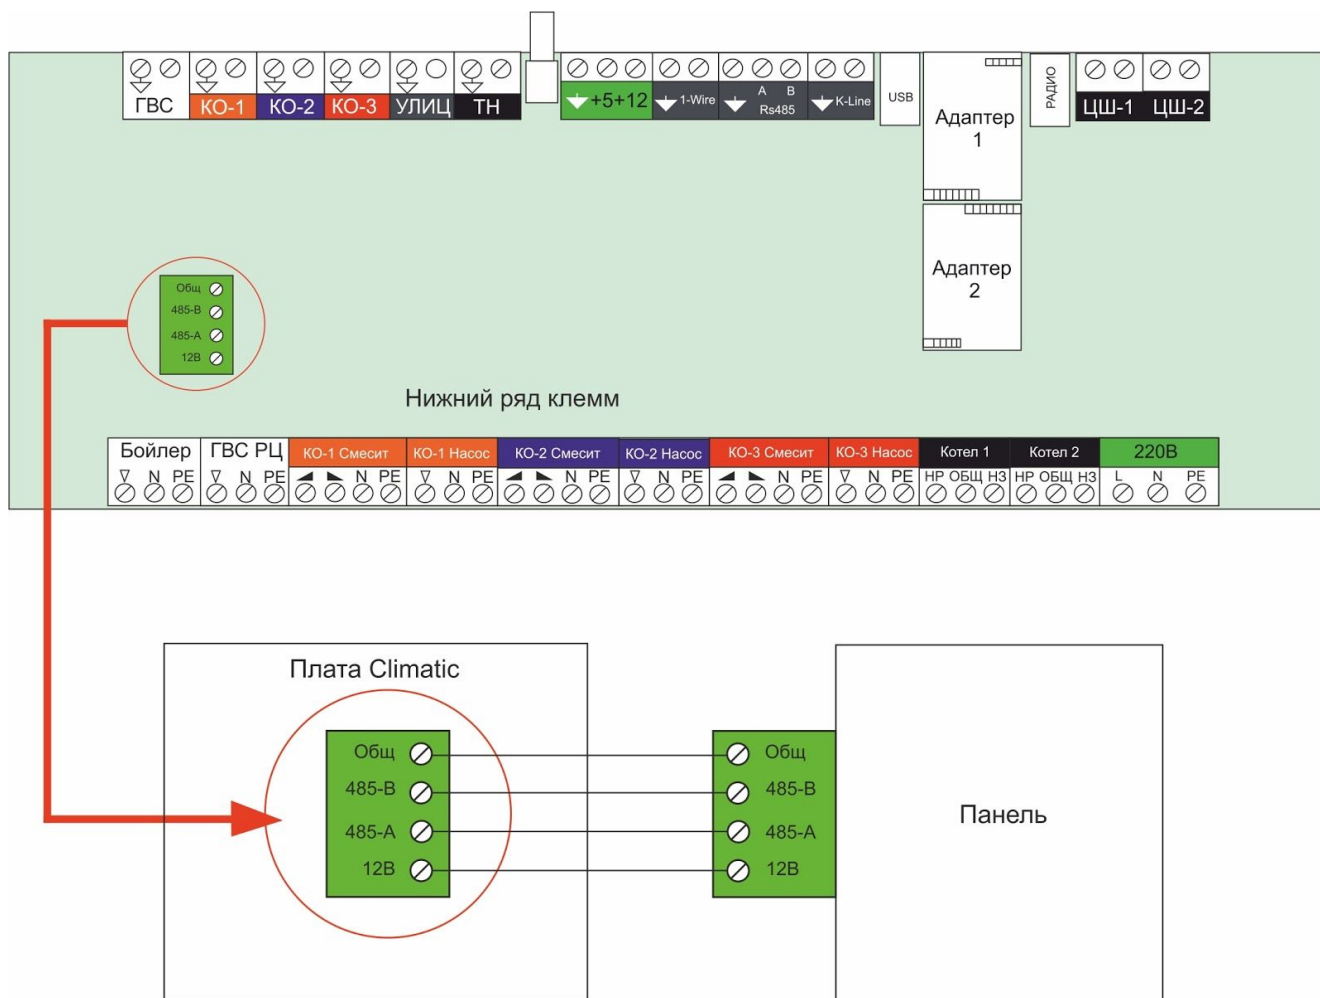 ГВС КО-1 КО-2 КО-3 УЛИЦ ТН
+5+12 1-Wire A B Rs485 K-Line
USB
Адаптер
1
РАДИО
ЦШ-1 ЦШ-2
Адаптер
2
Общ
485-В
485-А
12В
Нижний ряд клемм
Бойлер ГВС РЦ КО-1 Смесит КО-1 Насос КО-2 Смесит КО-2 Насос КО-3 Смесит КО-3 Насос Котел 1 Котел 2 220В
N PE N PE N PE N PE N PE N PE N PE N PE НР ОБЩ НЗ НР ОБЩ НЗ L N PE
Плата Climatic
Общ
485-В
485-А
12В
Общ
485-В
485-А
12В
Панель